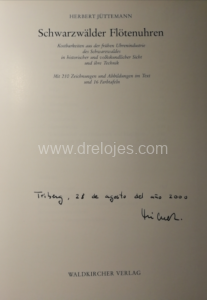 HERBERT JÜTTEMANN
Schwarzwälder Flötenuhren
Kostbarkeiten aus der frühen Uhrenindustrie
des Schwarzwaldes
in historischer und volkskundlicher Sicht
und ihre Technik
Mit 245 Zeichnungen und Abbildungen im Text
und 16 Farbtafeln
www.drelojes.com
Triberg, 28 de agosto del año 2000
WALDKIRCHER VERLAG